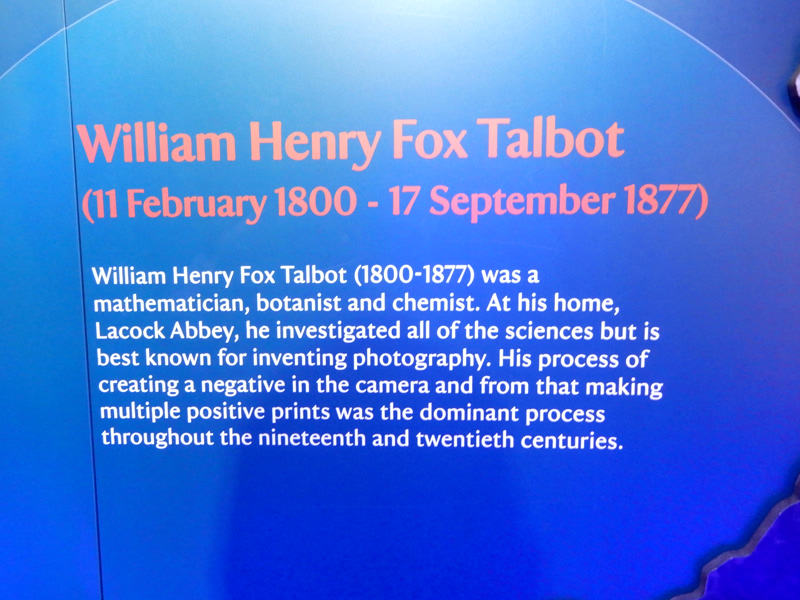 William Henry Fox Talbot
(11 February 1800 - 17 September 1877)
William Henry Fox Talbot (1800-1877) was a
mathematician, botanist and chemist. At his home,
Lacock Abbey, he investigated all of the sciences but is
best known for inventing photography. His process of
creating a negative in the camera and from that making
multiple positive prints was the dominant process
throughout the nineteenth and twentieth centuries.